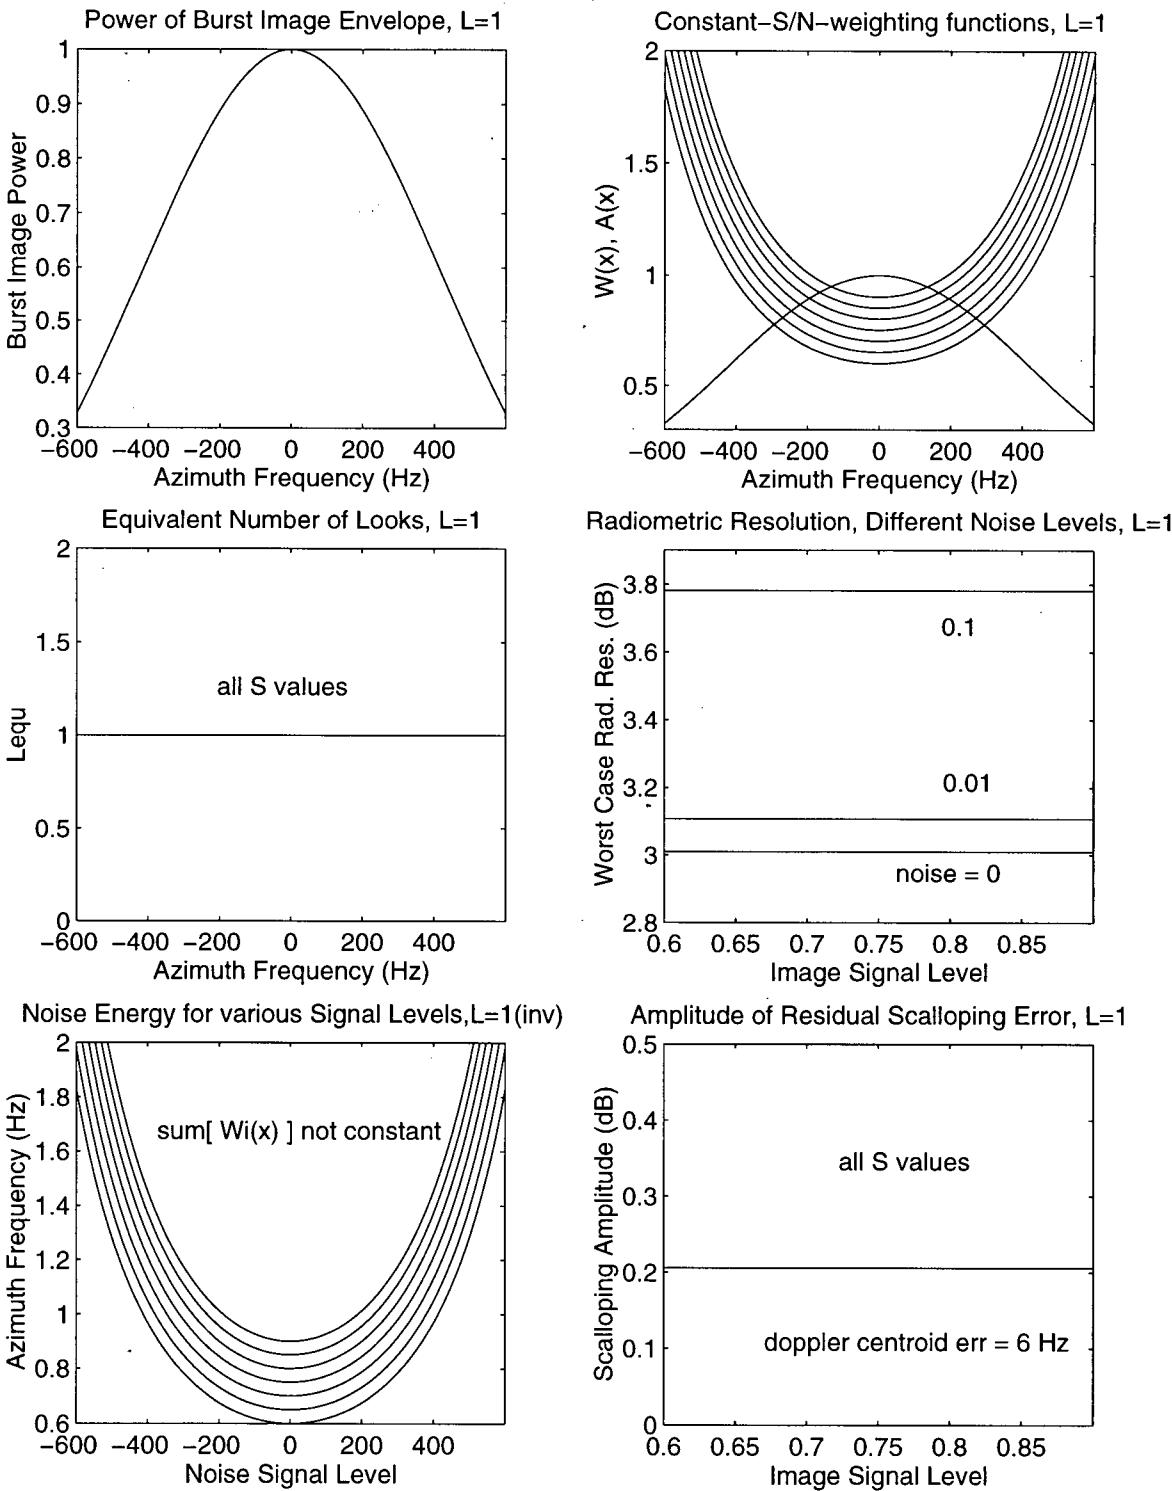 Power of Burst Image Envelope, L=1
1
0.9
0.8
0.7
0.6
0.5
0.4
0.3
Burst Image Power
−600 −400 −200 0 200 400
Azimuth Frequency (Hz)
Constant−S/N−weighting functions, L=1
2
1.5
1
0.5
W(x), A(x)
−600 −400 −200 0 200 400
Azimuth Frequency (Hz)
Equivalent Number of Looks, L=1
2
1.5
1
0.5
0
Lequ
all S values
−600 −400 −200 0 200 400
Azimuth Frequency (Hz)
Radiometric Resolution, Different Noise Levels, L=1
3.8
3.6
3.4
3.2
3
2.8
Worst Case Rad. Res. (dB)
0.1
0.01
noise = 0
0.6 0.65 0.7 0.75 0.8 0.85
Image Signal Level
Noise Energy for various Signal Levels,L=1(inv)
2
1.8
1.6
1.4
1.2
1
0.8
0.6
Azimuth Frequency (Hz)
sum[ Wi(x) ] not constant
−600 −400 −200 0 200 400
Noise Signal Level
Amplitude of Residual Scalloping Error, L=1
0.5
0.4
0.3
0.2
0.1
0
Scalloping Amplitude (dB)
all S values
doppler centroid err = 6 Hz
0.6 0.65 0.7 0.75 0.8 0.85
Image Signal Level